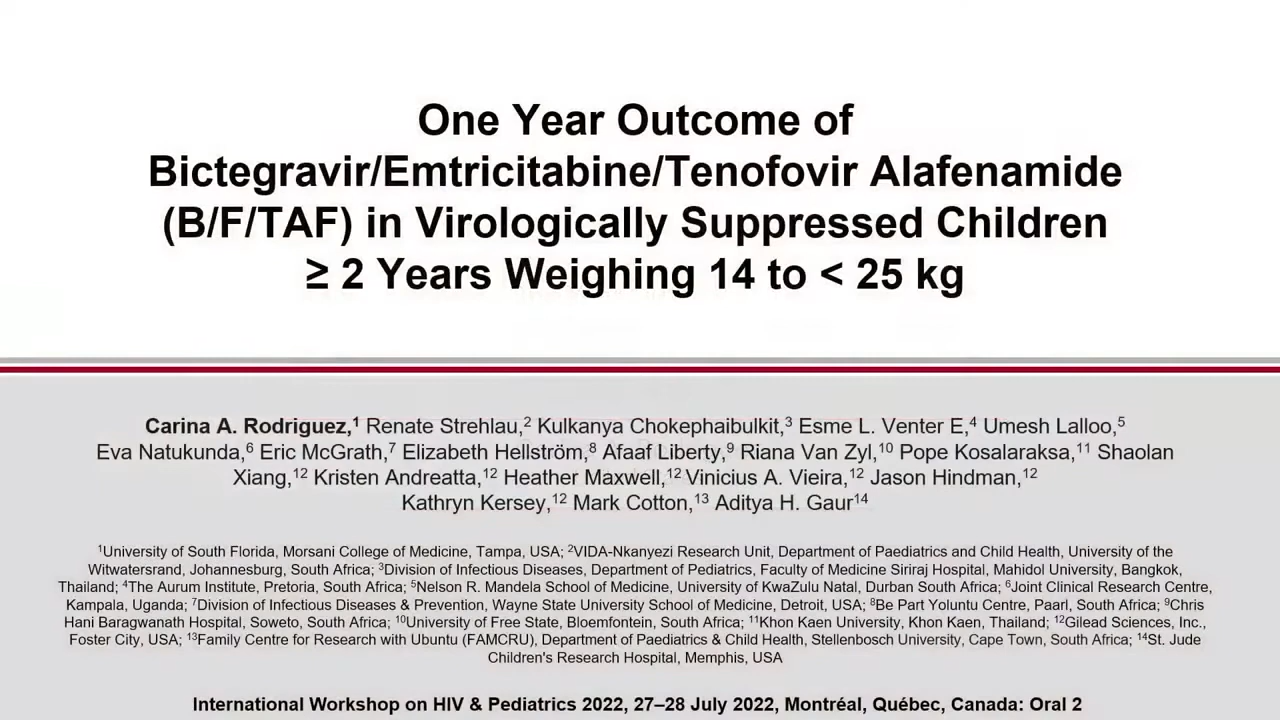 One Year Outcome of
Bictegravir/Emtricitabine/Tenofovir Alafenamide
(B/F/TAF) in Virologically Suppressed Children
≥ 2 Years Weighing 14 to < 25 kg
Carina A. Rodriguez,¹ Renate Strehlau,² Kulkanya Chokephaibulkit,³ Esme L. Venter E,⁴ Umesh Lalloo,⁵
Eva Natukunda,⁶ Eric McGrath,⁷ Elizabeth Hellström,⁸ Afaaf Liberty,⁹ Riana Van Zyl,¹⁰ Pope Kosalaraksa,¹¹ Shaolan
Xiang,¹² Kristen Andreatta,¹² Heather Maxwell,¹² Vinicius A. Vieira,¹² Jason Hindman,¹²
Kathryn Kersey,¹² Mark Cotton,¹³ Aditya H. Gaur¹⁴
¹University of South Florida, Morsani College of Medicine, Tampa, USA; ²VIDA-Nkanyezi Research Unit, Department of Paediatrics and Child Health, University of the
Witwatersrand, Johannesburg, South Africa; ³Division of Infectious Diseases, Department of Pediatrics, Faculty of Medicine Siriraj Hospital, Mahidol University, Bangkok,
Thailand; ⁴The Aurum Institute, Pretoria, South Africa; ⁵Nelson R. Mandela School of Medicine, University of KwaZulu Natal, Durban South Africa; ⁶Joint Clinical Research Centre,
Kampala, Uganda; ⁷Division of Infectious Diseases & Prevention, Wayne State University School of Medicine, Detroit, USA; ⁸Be Part Yoluntu Centre, Paarl, South Africa; ⁹Chris
Hani Baragwanath Hospital, Soweto, South Africa; ¹⁰University of Free State, Bloemfontein, South Africa; ¹¹Khon Kaen University, Khon Kaen, Thailand; ¹²Gilead Sciences, Inc.,
Foster City, USA; ¹³Family Centre for Research with Ubuntu (FAMCRU), Department of Paediatrics & Child Health, Stellenbosch University, Cape Town, South Africa; ¹⁴St. Jude
Children's Research Hospital, Memphis, USA
International Workshop on HIV & Pediatrics 2022, 27–28 July 2022, Montréal, Québec, Canada: Oral 2